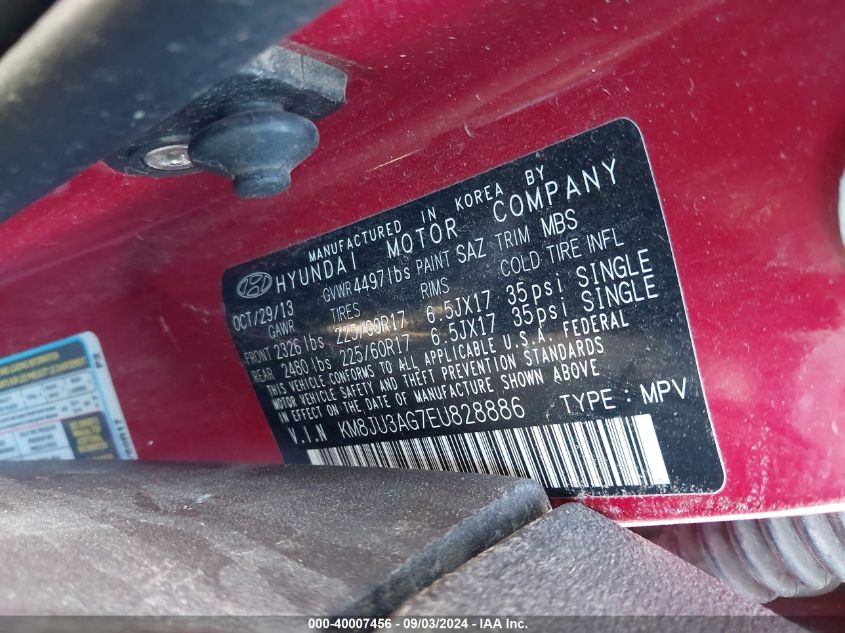 MANUFACTURED IN KOREA BY
HYUNDAI MOTOR COMPANY
OCT/29/13 GVWR 4497lbs PAINT SAZ TRIM MBS
GAWR TIRES RIMS COLD TIRE INFL
FRONT 2326 lbs 225/60R17 6.5JX17 35psi SINGLE
REAR 2480 lbs 225/60R17 6.5JX17 35psi SINGLE
THIS VEHICLE CONFORMS TO ALL APPLICABLE U.S.A. FEDERAL
MOTOR VEHICLE SAFETY AND THEFT PREVENTION STANDARDS
IN EFFECT ON THE DATE OF MANUFACTURE SHOWN ABOVE
V.I.N KM8JU3AG7EU828886 TYPE : MPV
000-40007456 - 09/03/2024 - IAA Inc.